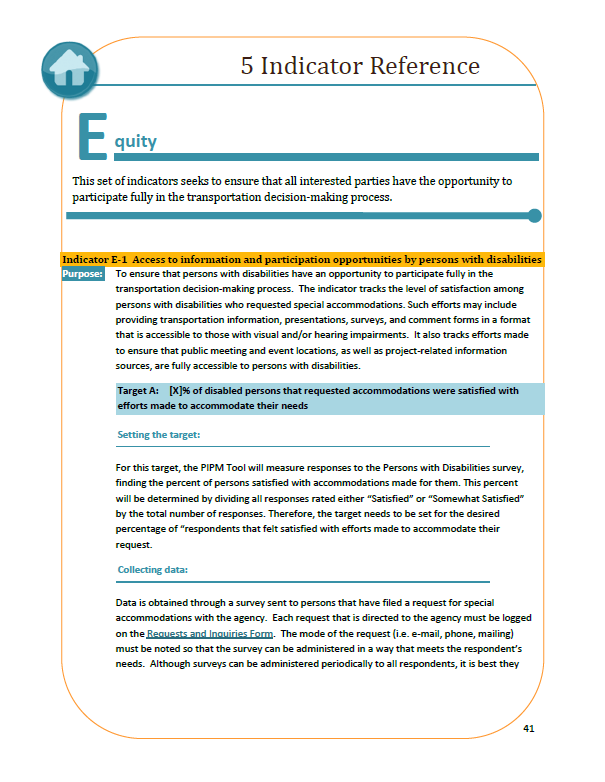 5 Indicator Reference
Equity
This set of indicators seeks to ensure that all interested parties have the opportunity to
participate fully in the transportation decision-making process.
Indicator E-1 Access to information and participation opportunities by persons with disabilities
Purpose: To ensure that persons with disabilities have an opportunity to participate fully in the
transportation decision-making process. The indicator tracks the level of satisfaction among
persons with disabilities who requested special accommodations. Such efforts may include
providing transportation information, presentations, surveys, and comment forms in a format
that is accessible to those with visual and/or hearing impairments. It also tracks efforts made
to ensure that public meeting and event locations, as well as project-related information
sources, are fully accessible to persons with disabilities.
Target A: [X]% of disabled persons that requested accommodations were satisfied with
efforts made to accommodate their needs
Setting the target:
For this target, the PIPM Tool will measure responses to the Persons with Disabilities survey,
finding the percent of persons satisfied with accommodations made for them. This percent
will be determined by dividing all responses rated either “Satisfied” or “Somewhat Satisfied”
by the total number of responses. Therefore, the target needs to be set for the desired
percentage of “respondents that felt satisfied with efforts made to accommodate their
request.
Collecting data:
Data is obtained through a survey sent to persons that have filed a request for special
accommodations with the agency. Each request that is directed to the agency must be logged
on the Requests and Inquiries Form. The mode of the request (i.e. e-mail, phone, mailing)
must be noted so that the survey can be administered in a way that meets the respondent’s
needs. Although surveys can be administered periodically to all respondents, it is best they
41